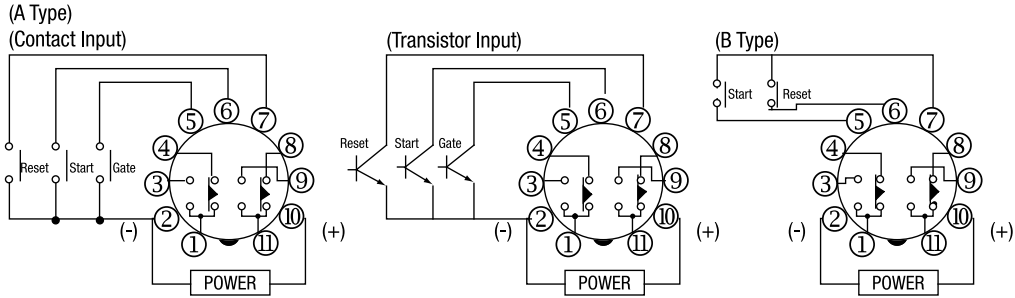 (A Type)
(Contact Input)
(Transistor Input)
(B Type)
Reset
Start
Gate
5
6
7
4
8
3
9
2
10
1
11
(-)
(+)
POWER
Reset
Start
Gate
5
6
7
4
8
3
9
2
10
1
11
(-)
(+)
POWER
Start
Reset
5
6
7
4
8
3
9
2
10
1
11
(-)
(+)
POWER